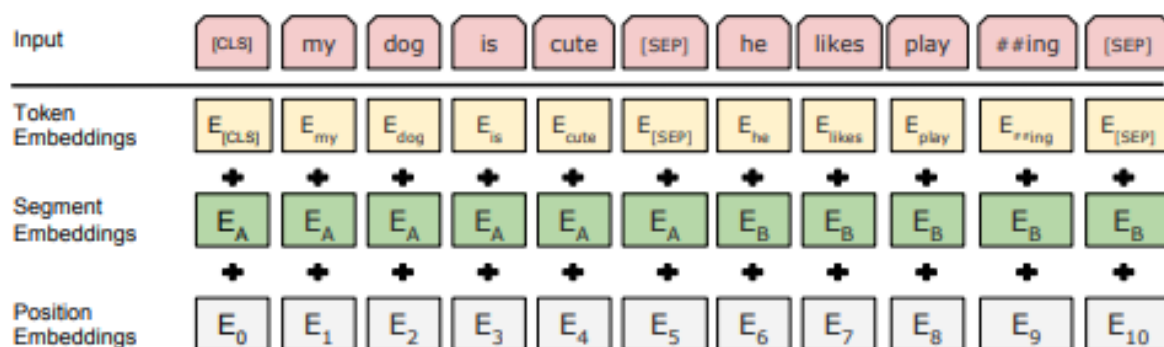 Input [CLS] my dog is cute [SEP] he likes play ##ing [SEP]
Token Embeddings E[CLS] Emy Edog Eis Ecute E[SEP] Ehe Elikes Eplay E##ing E[SEP]
+ + + + + + + + + + +
Segment Embeddings EA EA EA EA EA EA EB EB EB EB EB
+ + + + + + + + + + +
Position Embeddings E0 E1 E2 E3 E4 E5 E6 E7 E8 E9 E10